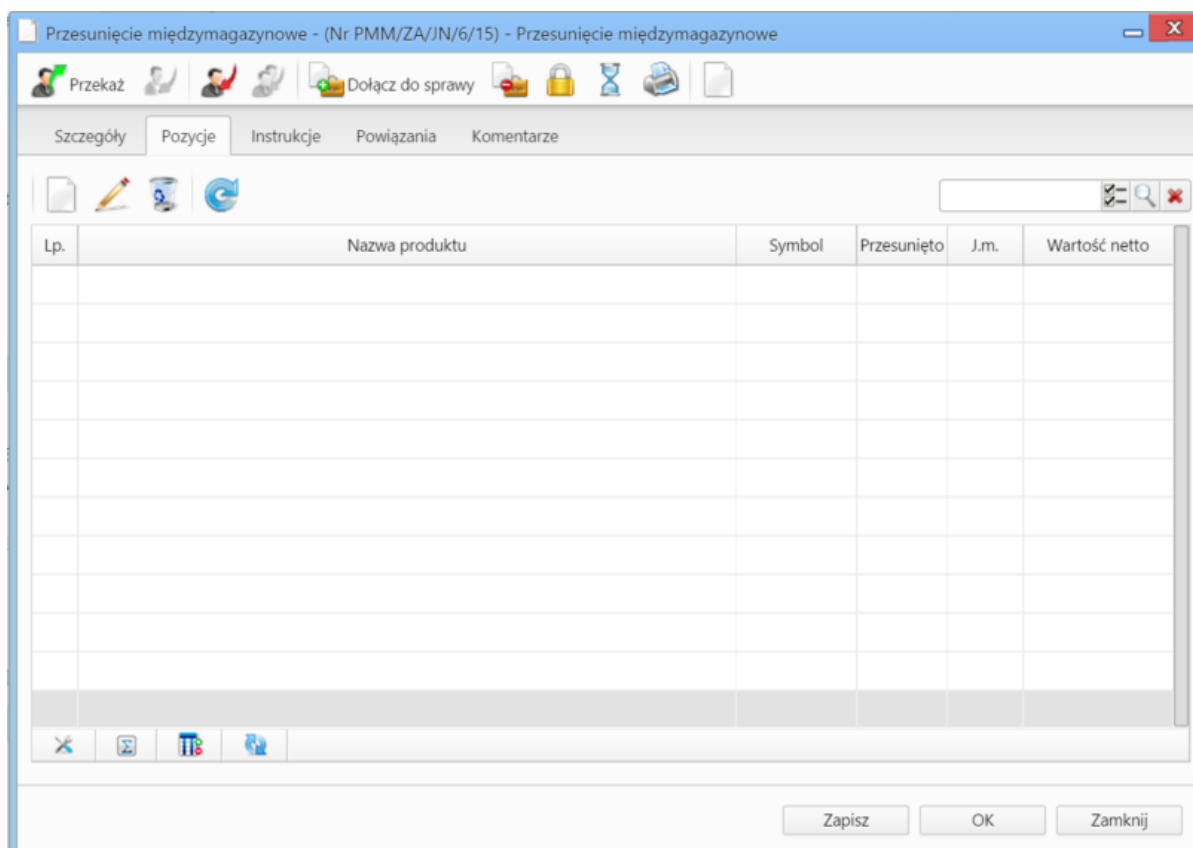 Przesunięcie międzymagazynowe - (Nr PMM/ZA/JN/6/15) - Przesunięcie międzymagazynowe
Przekaż Dołącz do sprawy
Szczegóły Pozycje Instrukcje Powiązania Komentarze
Lp. Nazwa produktu Symbol Przesunięto J.m. Wartość netto
Zapisz OK Zamknij